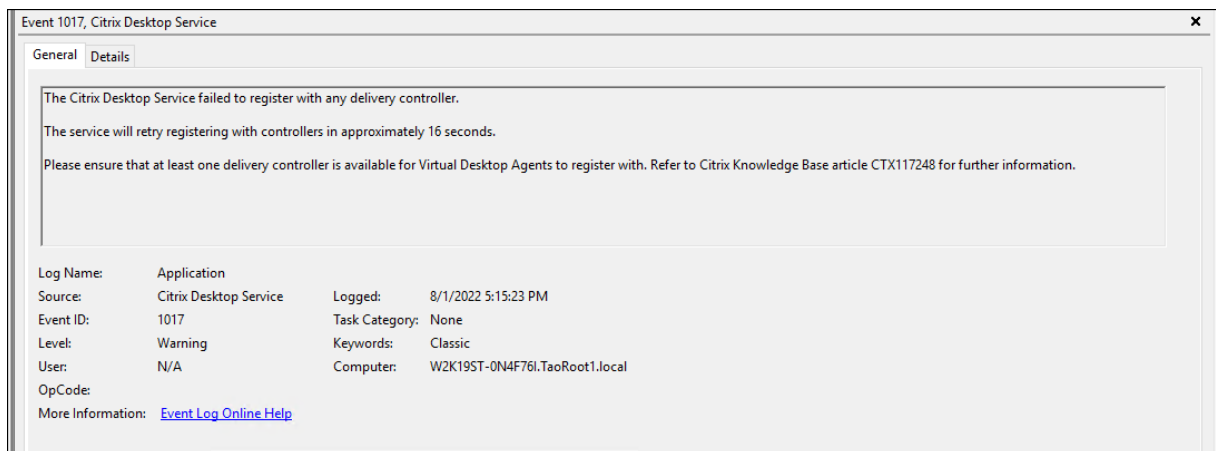 Event 1017, Citrix Desktop Service
General Details
The Citrix Desktop Service failed to register with any delivery controller.
The service will retry registering with controllers in approximately 16 seconds.
Please ensure that at least one delivery controller is available for Virtual Desktop Agents to register with. Refer to Citrix Knowledge Base article CTX117248 for further information.
Log Name: Application
Source: Citrix Desktop Service Logged: 8/1/2022 5:15:23 PM
Event ID: 1017 Task Category: None
Level: Warning Keywords: Classic
User: N/A Computer: W2K19ST-0N4F76I.TaoRoot1.local
OpCode:
More Information: Event Log Online Help